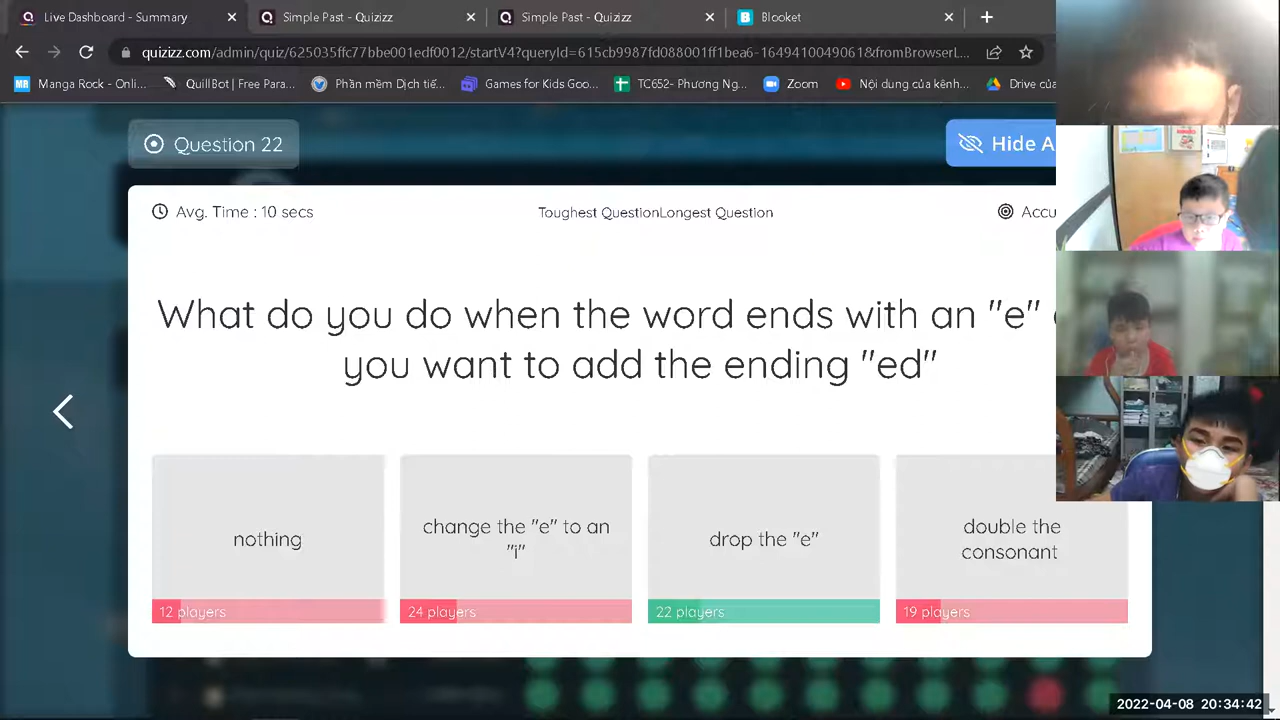 Live Dashboard - Summary
Simple Past - Quizizz
Simple Past - Quizizz
B
Blooket
quizizz.com/admin/quiz/625035ffc77bbe001edf0012/startV4?queryId=615cb9987fd088001ff1bea6-1649410049061&fromBrowserL...
MR
Manga Rock - Onli...
QuillBot | Free Para...
Phần mềm Dịch tiế...
Games for Kids Goo...
TC652- Phương Ng...
Zoom
Nội dung của kênh...
Drive củ
Question 22
Hide A
Avg. Time : 10 secs
Toughest QuestionLongest Question
Accu
What do you do when the word ends with an "e"
you want to add the ending "ed"
nothing
change the "e" to an
"i"
drop the "e"
double the
consonant
12 players
24 players
22 players
19 players
2022-04-08 20:34:42